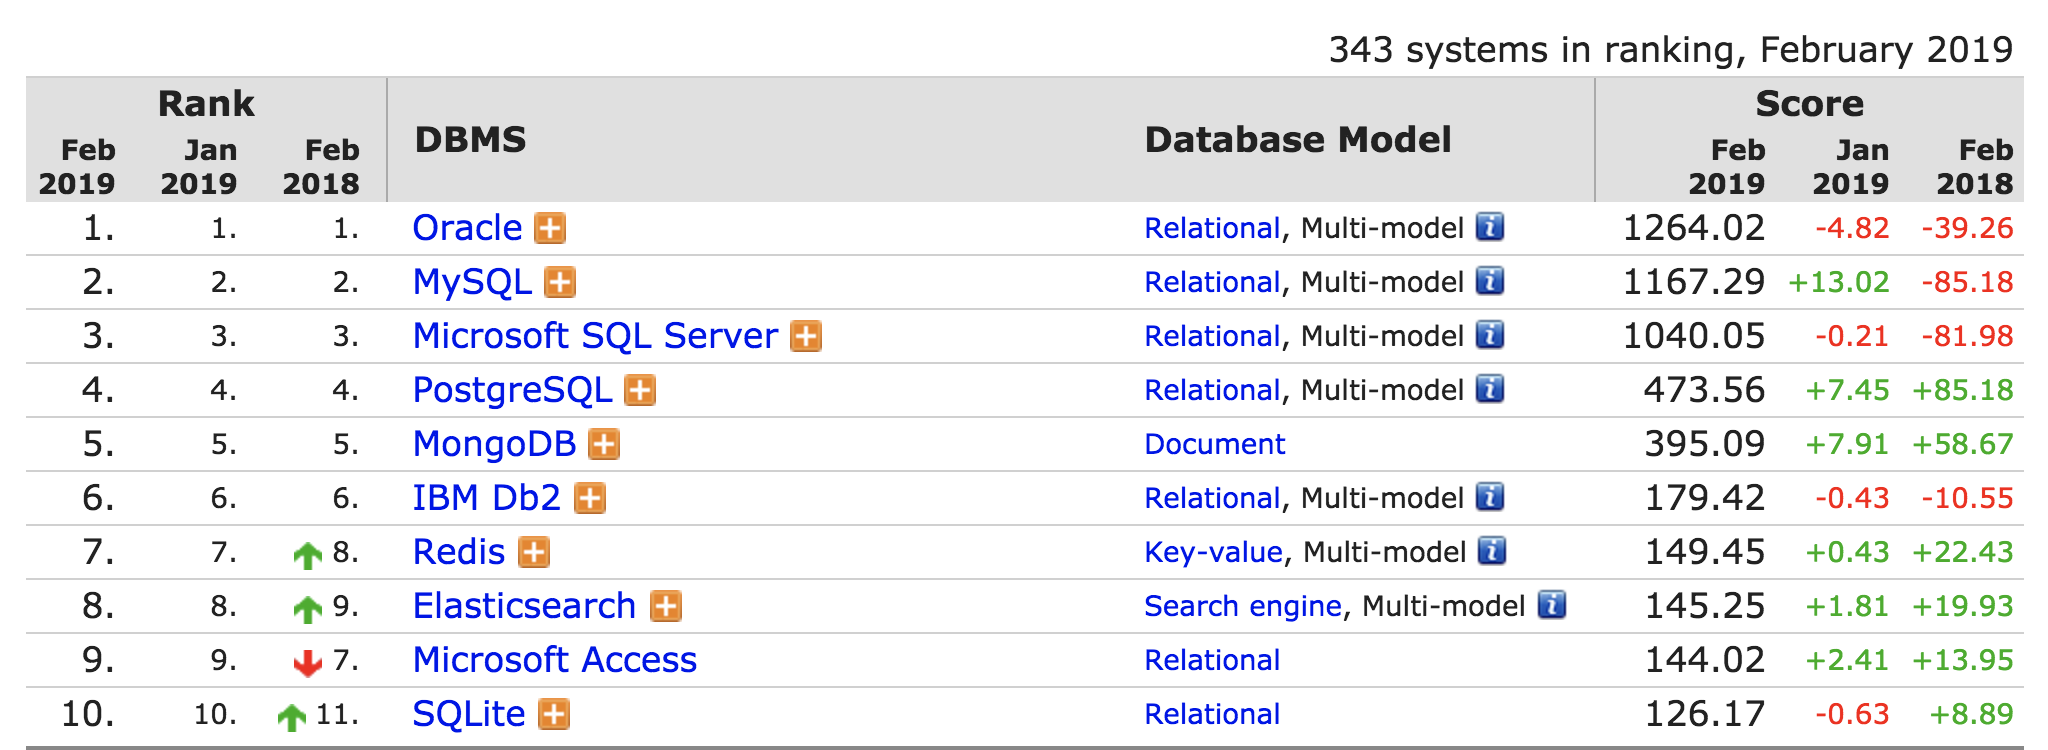 343 systems in ranking, February 2019
Rank DBMS Database Model Score
Feb 2019 Jan 2019 Feb 2018 Feb 2019 Jan 2019 Feb 2018
1. 1. 1. Oracle Relational, Multi-model i 1264.02 -4.82 -39.26
2. 2. 2. MySQL Relational, Multi-model i 1167.29 +13.02 -85.18
3. 3. 3. Microsoft SQL Server Relational, Multi-model i 1040.05 -0.21 -81.98
4. 4. 4. PostgreSQL Relational, Multi-model i 473.56 +7.45 +85.18
5. 5. 5. MongoDB Document 395.09 +7.91 +58.67
6. 6. 6. IBM Db2 Relational, Multi-model i 179.42 -0.43 -10.55
7. 7. 8. Redis Key-value, Multi-model i 149.45 +0.43 +22.43
8. 8. 9. Elasticsearch Search engine, Multi-model i 145.25 +1.81 +19.93
9. 9. 7. Microsoft Access Relational 144.02 +2.41 +13.95
10. 10. 11. SQLite Relational 126.17 -0.63 +8.89